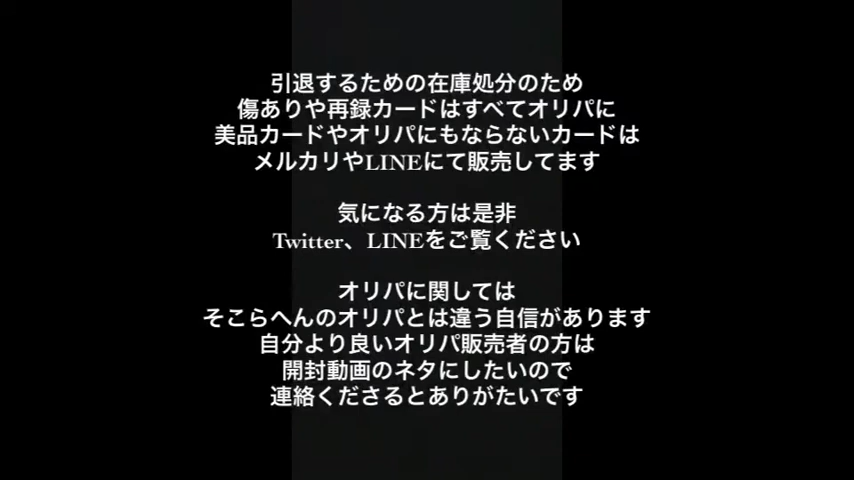 引退するための在庫処分のため
傷ありや再録カードはすべてオリパに
美品カードやオリパにもならないカードは
メルカリやLINEにて販売してます
気になる方は是非
Twitter、LINEをご覧ください
オリパに関しては
そこらへんのオリパとは違う自信があります
自分より良いオリパ販売者の方は
開封動画のネタにしたいので
連絡くださるとありがたいです